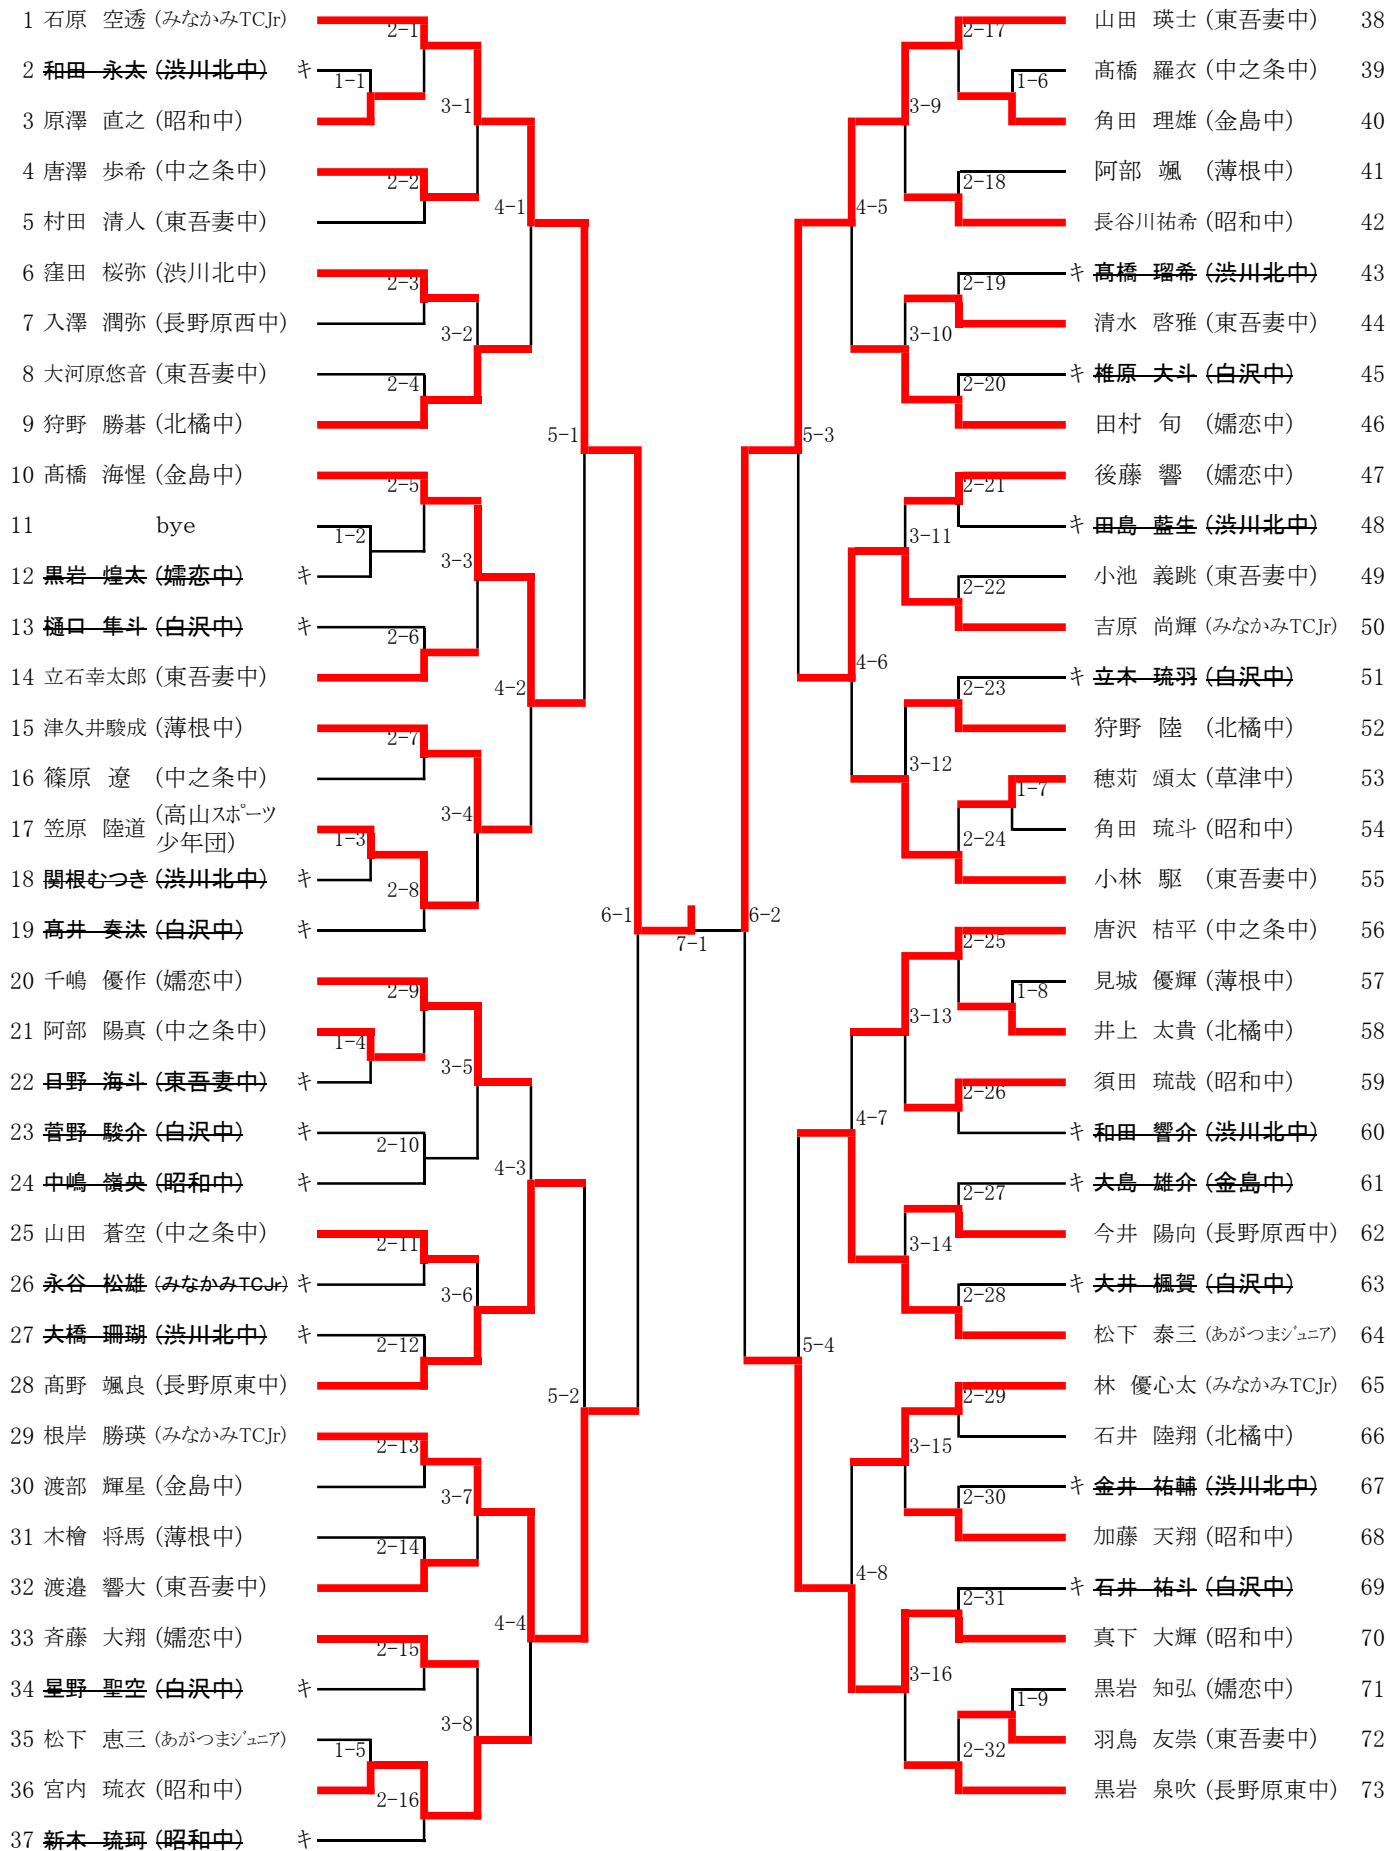 1 石原 空透 (みなかみTCJr)
2 和田 永太 (渋川北中) キ
3 原澤 直之 (昭和中)
4 唐澤 歩希 (中之条中)
5 村田 清人 (東吾妻中)
6 窪田 桜弥 (渋川北中)
7 入澤 潤弥 (長野原西中)
8 大河原悠音 (東吾妻中)
9 狩野 勝碁 (北橘中)
10 髙橋 海惺 (金島中)
11 bye
12 黒岩 煌太 (嬬恋中) キ
13 樋口 隼斗 (白沢中) キ
14 立石幸太郎 (東吾妻中)
15 津久井駿成 (薄根中)
16 篠原 遼 (中之条中)
17 笠原 陸道 (高山スポーツ
少年団)
18 関根むつき (渋川北中) キ
19 髙井 奏汰 (白沢中) キ
20 千嶋 優作 (嬬恋中)
21 阿部 陽真 (中之条中)
22 日野 海斗 (東吾妻中) キ
23 菅野 駿介 (白沢中) キ
24 中嶋 嶺央 (昭和中) キ
25 山田 蒼空 (中之条中)
26 永谷 松雄 (みなかみTCJr) キ
27 大橋 珊瑚 (渋川北中) キ
28 髙野 颯良 (長野原東中)
29 根岸 勝瑛 (みなかみTCJr)
30 渡部 輝星 (金島中)
31 木檜 将馬 (薄根中)
32 渡邉 響大 (東吾妻中)
33 斉藤 大翔 (嬬恋中)
34 星野 聖空 (白沢中) キ
35 松下 恵三 (あがつまジュニア)
36 宮内 琉衣 (昭和中)
37 新木 琉珂 (昭和中) キ
1-1
1-2
1-3
1-4
1-5
2-1
2-2
2-3
2-4
2-5
2-6
2-7
2-8
2-9
2-10
2-11
2-12
2-13
2-14
2-15
2-16
3-1
3-2
3-3
3-4
3-5
3-6
3-7
3-8
4-1
4-2
4-3
4-4
5-1
5-2
6-1
7-1
6-2
5-3
5-4
4-5
4-6
4-7
4-8
3-9
3-10
3-11
3-12
3-13
3-14
3-15
3-16
2-17
2-18
2-19
2-20
2-21
2-22
2-23
2-24
2-25
2-26
2-27
2-28
2-29
2-30
2-31
2-32
1-6
1-7
1-8
1-9
山田 瑛士 (東吾妻中) 38
髙橋 羅衣 (中之条中) 39
角田 理雄 (金島中) 40
阿部 颯 (薄根中) 41
長谷川祐希 (昭和中) 42
キ 髙橋 瑠希 (渋川北中) 43
清水 啓雅 (東吾妻中) 44
キ 椎原 大斗 (白沢中) 45
田村 旬 (嬬恋中) 46
後藤 響 (嬬恋中) 47
キ 田島 藍生 (渋川北中) 48
小池 義跳 (東吾妻中) 49
吉原 尚輝 (みなかみTCJr) 50
キ 立木 琉羽 (白沢中) 51
狩野 陸 (北橘中) 52
穂苅 頌太 (草津中) 53
角田 琉斗 (昭和中) 54
小林 駆 (東吾妻中) 55
唐沢 桔平 (中之条中) 56
見城 優輝 (薄根中) 57
井上 太貴 (北橘中) 58
須田 琉哉 (昭和中) 59
キ 和田 響介 (渋川北中) 60
キ 大島 雄介 (金島中) 61
今井 陽向 (長野原西中) 62
キ 大井 楓賀 (白沢中) 63
松下 泰三 (あがつまジュニア) 64
林 優心太 (みなかみTCJr) 65
石井 陸翔 (北橘中) 66
キ 金井 祐輔 (渋川北中) 67
加藤 天翔 (昭和中) 68
キ 石井 祐斗 (白沢中) 69
真下 大輝 (昭和中) 70
黒岩 知弘 (嬬恋中) 71
羽鳥 友崇 (東吾妻中) 72
黒岩 泉吹 (長野原東中) 73